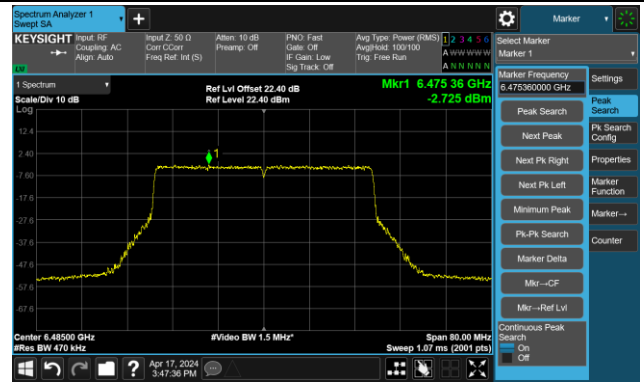 Spectrum Analyzer 1
Swept SA
Marker
KEYSIGHT
Input: RF
Coupling: AC
Align: Auto
Input Z: 50 Ω
Corr CCorr
Freq Ref: Int (S)
Atten: 10 dB
Preamp: Off
PNO: Fast
Gate: Off
IF Gain: Low
Sig Track: Off
Avg Type: Power (RMS)
Avg|Hold: 100/100
Trig: Free Run
1 2 3 4 5 6
A W W W W W
A N N N N N
Select Marker
Marker 1
1 Spectrum
Scale/Div 10 dB
Log
Ref Lvl Offset 22.40 dB
Ref Level 22.40 dBm
Mkr1 6.475 36 GHz
-2.725 dBm
12.4
2.40
-7.60
-17.6
-27.6
-37.6
-47.6
-57.6
-67.6
1
Center 6.48500 GHz
#Res BW 470 kHz
#Video BW 1.5 MHz*
Span 80.00 MHz
Sweep 1.07 ms (2001 pts)
Marker Frequency
6.475360000 GHz
Peak Search
Next Peak
Next Pk Right
Next Pk Left
Minimum Peak
Pk-Pk Search
Marker Delta
Mkr→CF
Mkr→Ref Lvl
Continuous Peak
Search
On
Off
Settings
Peak
Search
Pk Search
Config
Properties
Marker
Function
Marker→
Counter
Apr 17, 2024
3:47:36 PM